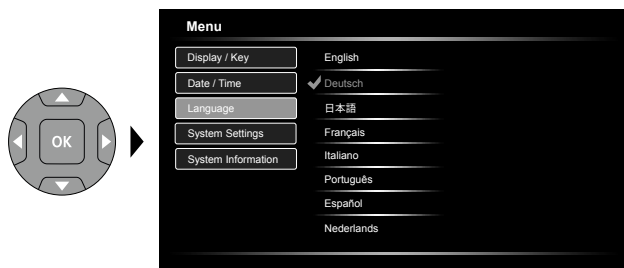 Menu
Display / Key
Date / Time
Language
System Settings
System Information
English
Deutsch
日本語
Français
Italiano
Português
Español
Nederlands
OK